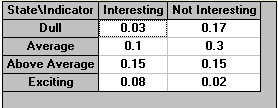 State\Indicator Interesting Not Interesting
Dull 0.03 0.17
Average 0.1 0.3
Above Average 0.15 0.15
Exciting 0.08 0.02